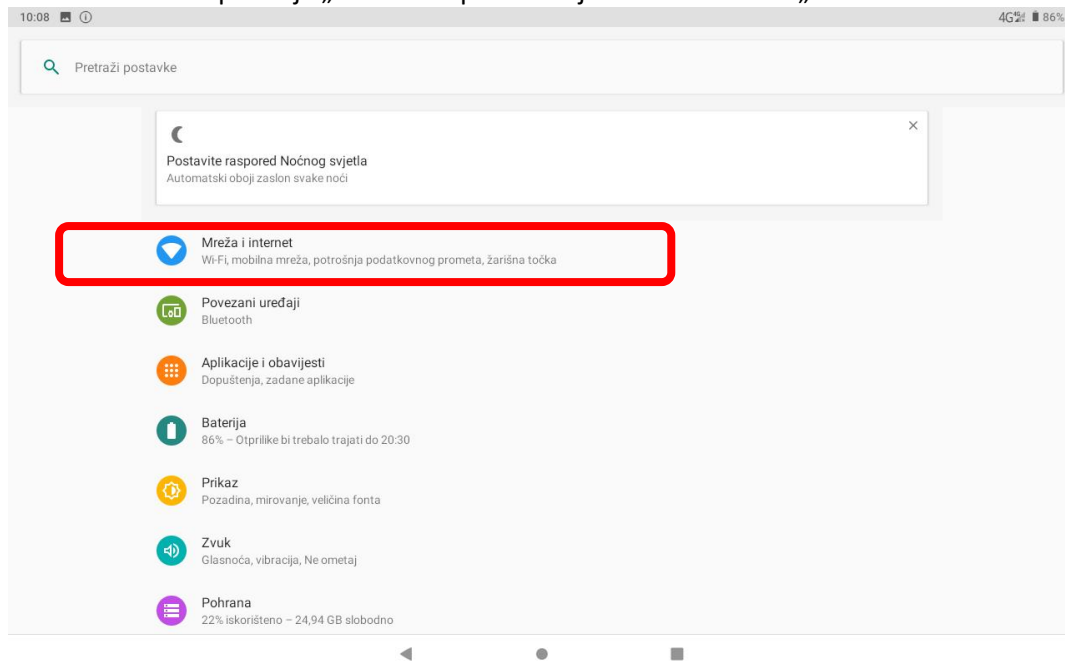 10:08 4G 86%
Pretraži postavke
Postavite raspored Noćnog svjetla
Automatski oboji zaslon svake noći
Mreža i internet
Wi-Fi, mobilna mreža, potrošnja podatkovnog prometa, žarišna točka
Povezani uređaji
Bluetooth
Aplikacije i obavijesti
Dopuštenja, zadane aplikacije
Baterija
86% – Otprilike bi trebalo trajati do 20:30
Prikaz
Pozadina, mirovanje, veličina fonta
Zvuk
Glasnoća, vibracija, Ne ometaj
Pohrana
22% iskorišteno – 24,94 GB slobodno